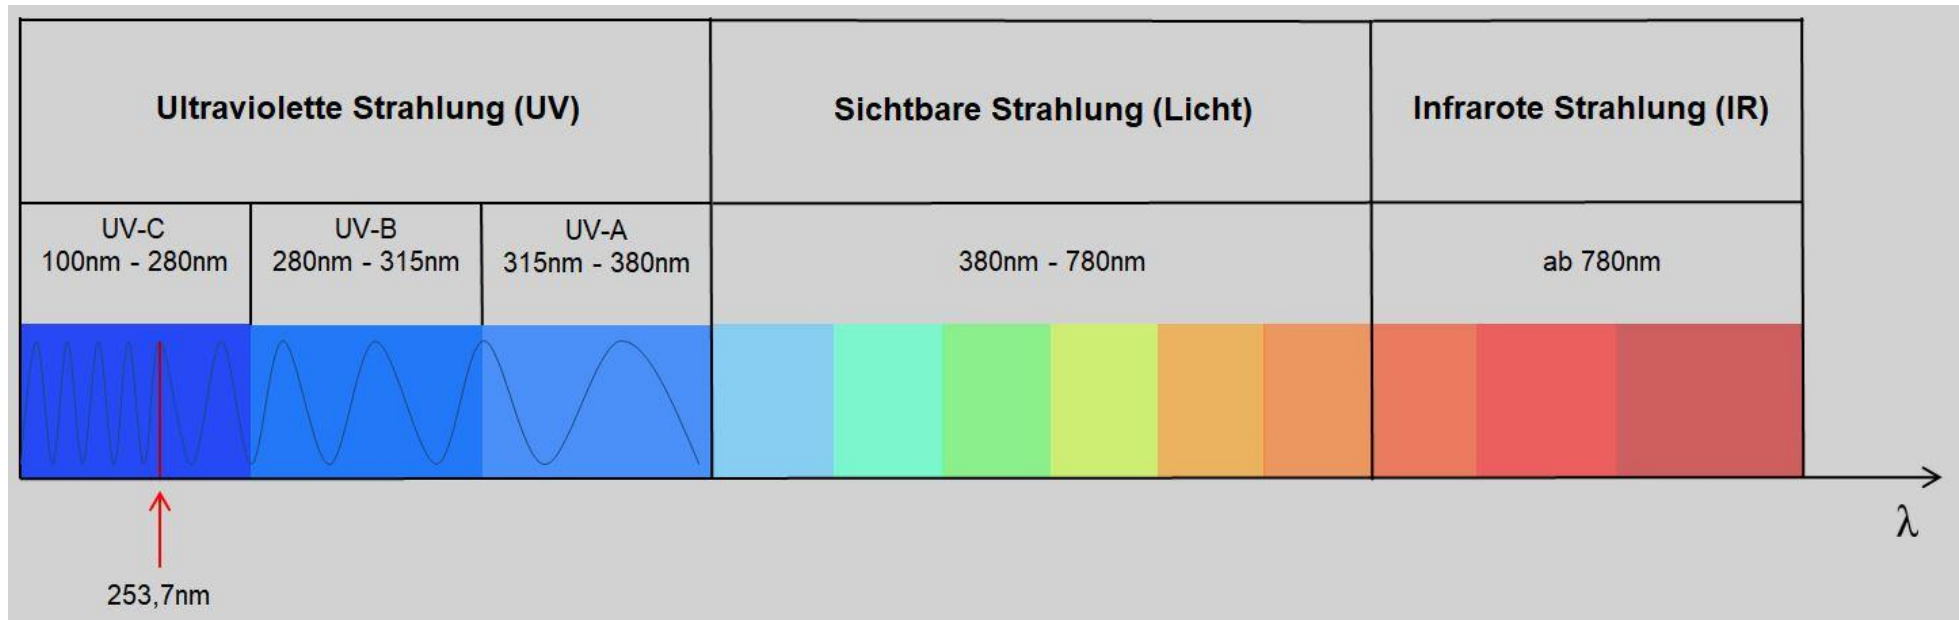 Ultraviolette Strahlung (UV)
Sichtbare Strahlung (Licht)
Infrarote Strahlung (IR)
UV-C
100nm - 280nm
UV-B
280nm - 315nm
UV-A
315nm - 380nm
380nm - 780nm
ab 780nm
λ
253,7nm